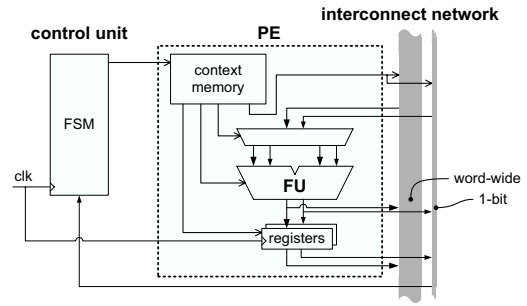 interconnect network
control unit
PE
context
memory
FSM
clk
FU
registers
word-wide
1-bit